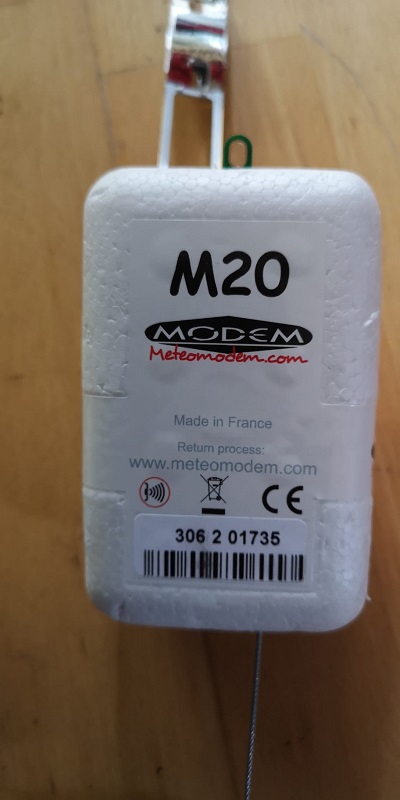 M20
MODEM
Meteomodem.com
Made in France
Return process:
www.meteomodem.com
CE
306 2 01735